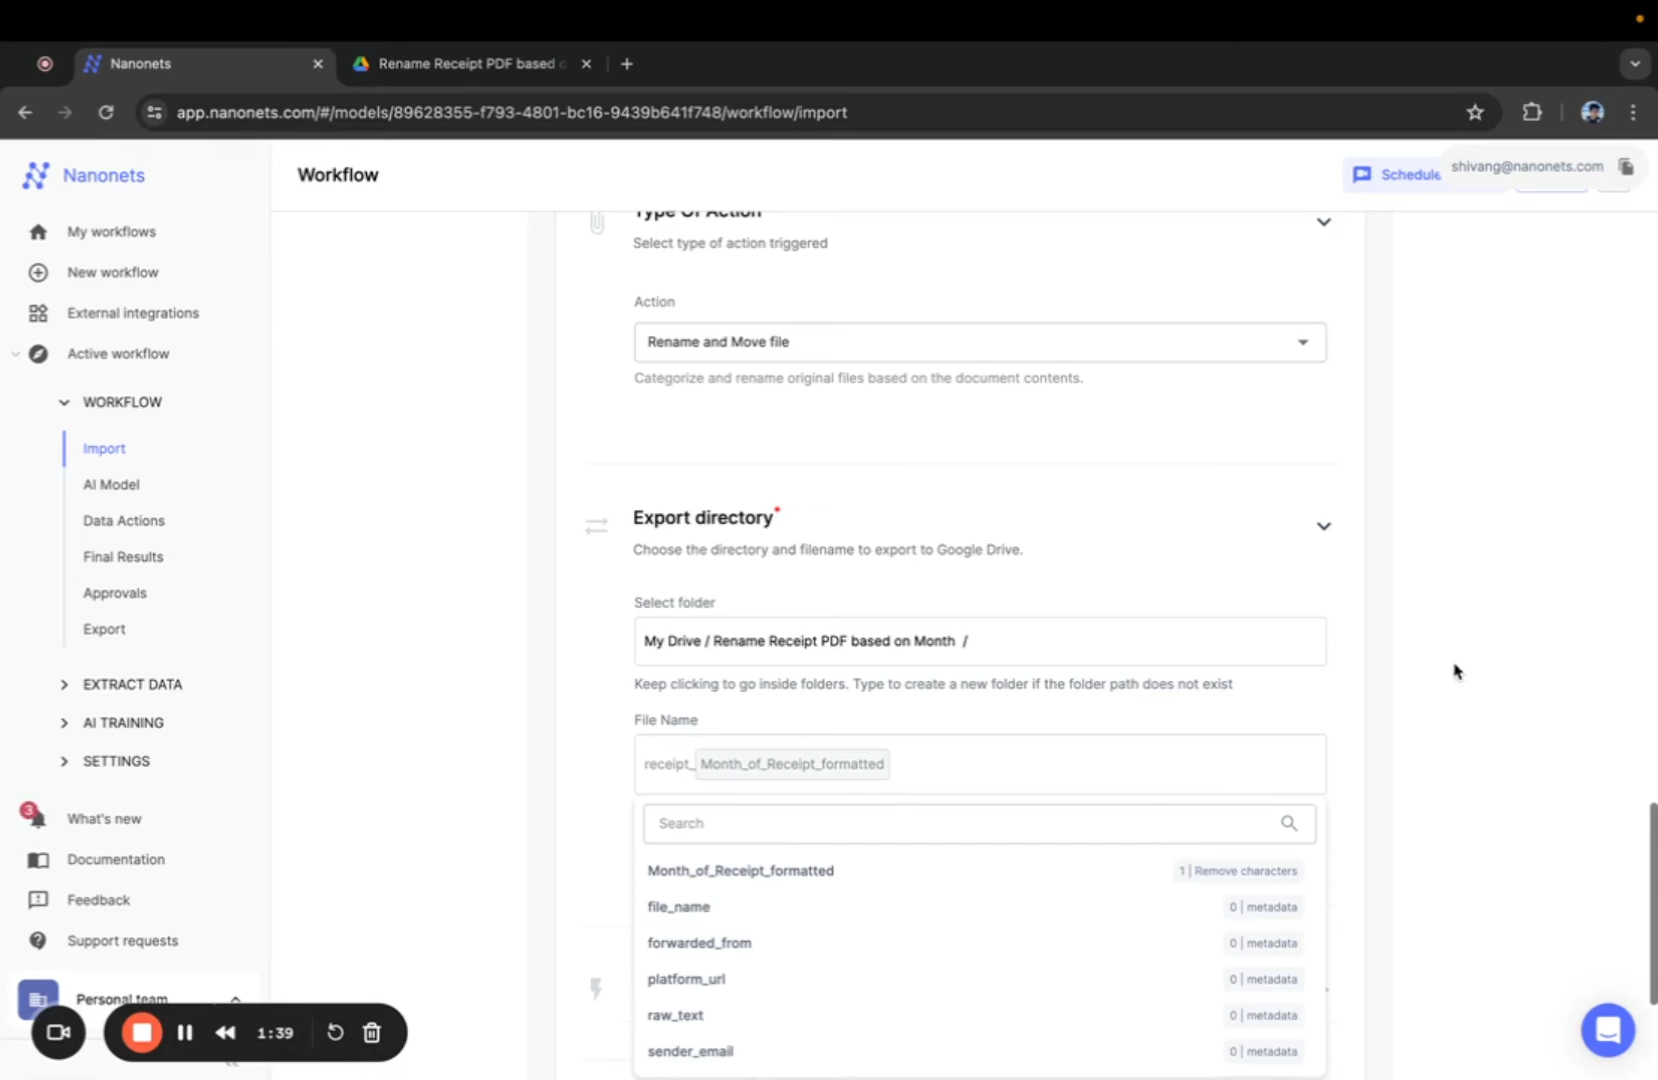 Nanonets
Rename Receipt PDF based
app.nanonets.com/#/models/89628355-f793-4801-bc16-9439b641f748/workflow/import
Nanonets
Workflow
Schedule
shivang@nanonets.com
My workflows
New workflow
External integrations
Active workflow
WORKFLOW
Import
AI Model
Data Actions
Final Results
Approvals
Export
EXTRACT DATA
AI TRAINING
SETTINGS
3
What's new
Documentation
Feedback
Support requests
Personal team
1:39
Type Of Action
Select type of action triggered
Action
Rename and Move file
Categorize and rename original files based on the document contents.
Export directory*
Choose the directory and filename to export to Google Drive.
Select folder
My Drive / Rename Receipt PDF based on Month /
Keep clicking to go inside folders. Type to create a new folder if the folder path does not exist
File Name
receipt_ Month_of_Receipt_formatted
Search
Month_of_Receipt_formatted 1 | Remove characters
file_name 0 | metadata
forwarded_from 0 | metadata
platform_url 0 | metadata
raw_text 0 | metadata
sender_email 0 | metadata